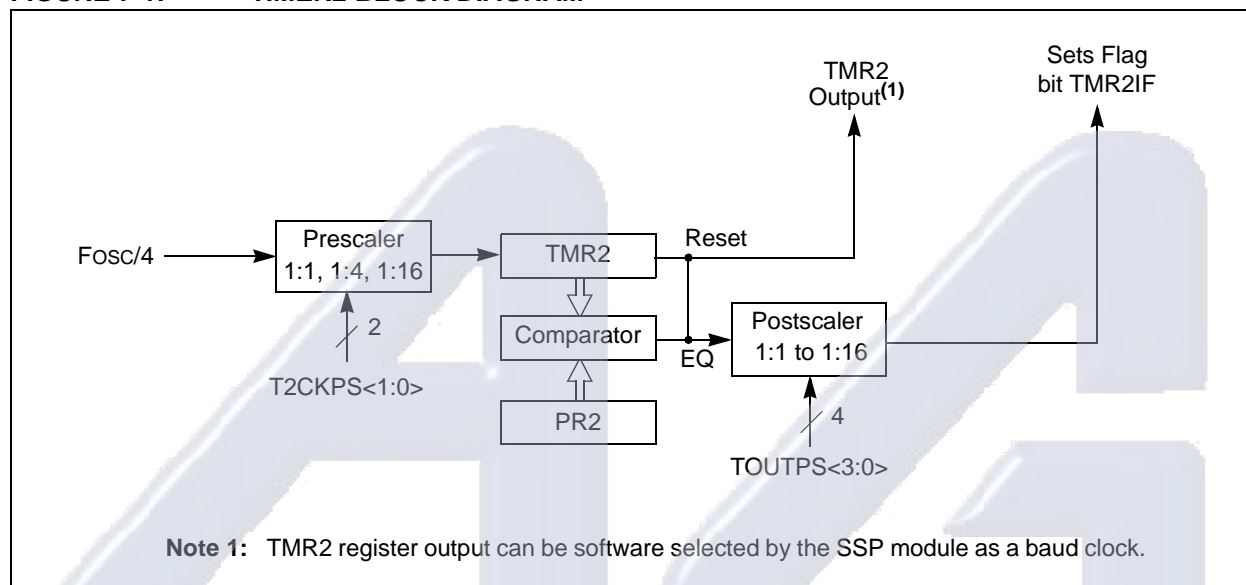 TMR2
Output(1)
Sets Flag
bit TMR2IF
FOSC/4
Prescaler
1:1, 1:4, 1:16
2
T2CKPS<1:0>
TMR2
Reset
Comparator
EQ
PR2
Postscaler
1:1 to 1:16
4
TOUTPS<3:0>
Note 1: TMR2 register output can be software selected by the SSP module as a baud clock.